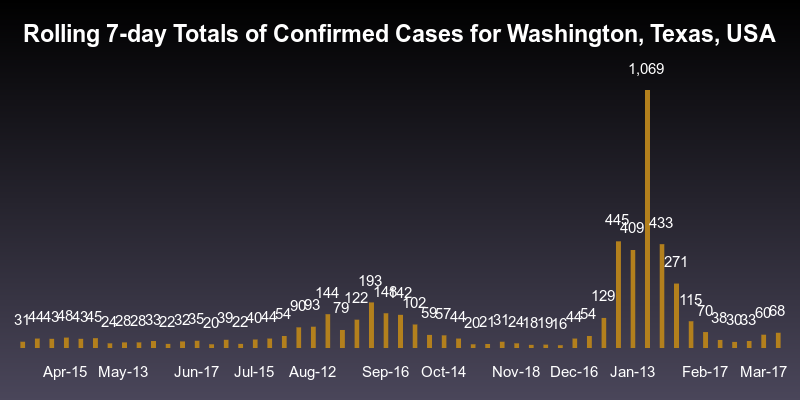 Rolling 7-day Totals of Confirmed Cases for Washington, Texas, USA
1,069
445 409 433
271
193
144 122 142
129 115
90 93 79 102
31 44 43 48 43 45 24 28 28 33 22 32 35 20 39 22 40 44 54 59 57 44 20 21 31 24 18 19 16 44 54 70 38 30 33 60 68
Apr-15 May-13 Jun-17 Jul-15 Aug-12 Sep-16 Oct-14 Nov-18 Dec-16 Jan-13 Feb-17 Mar-17